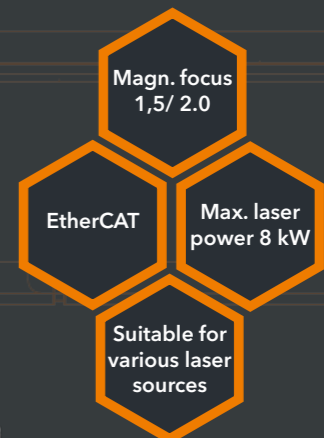 Magn. focus
1,5/ 2.0
EtherCAT
Max. laser
power 8 kW
Suitable for
various laser
sources